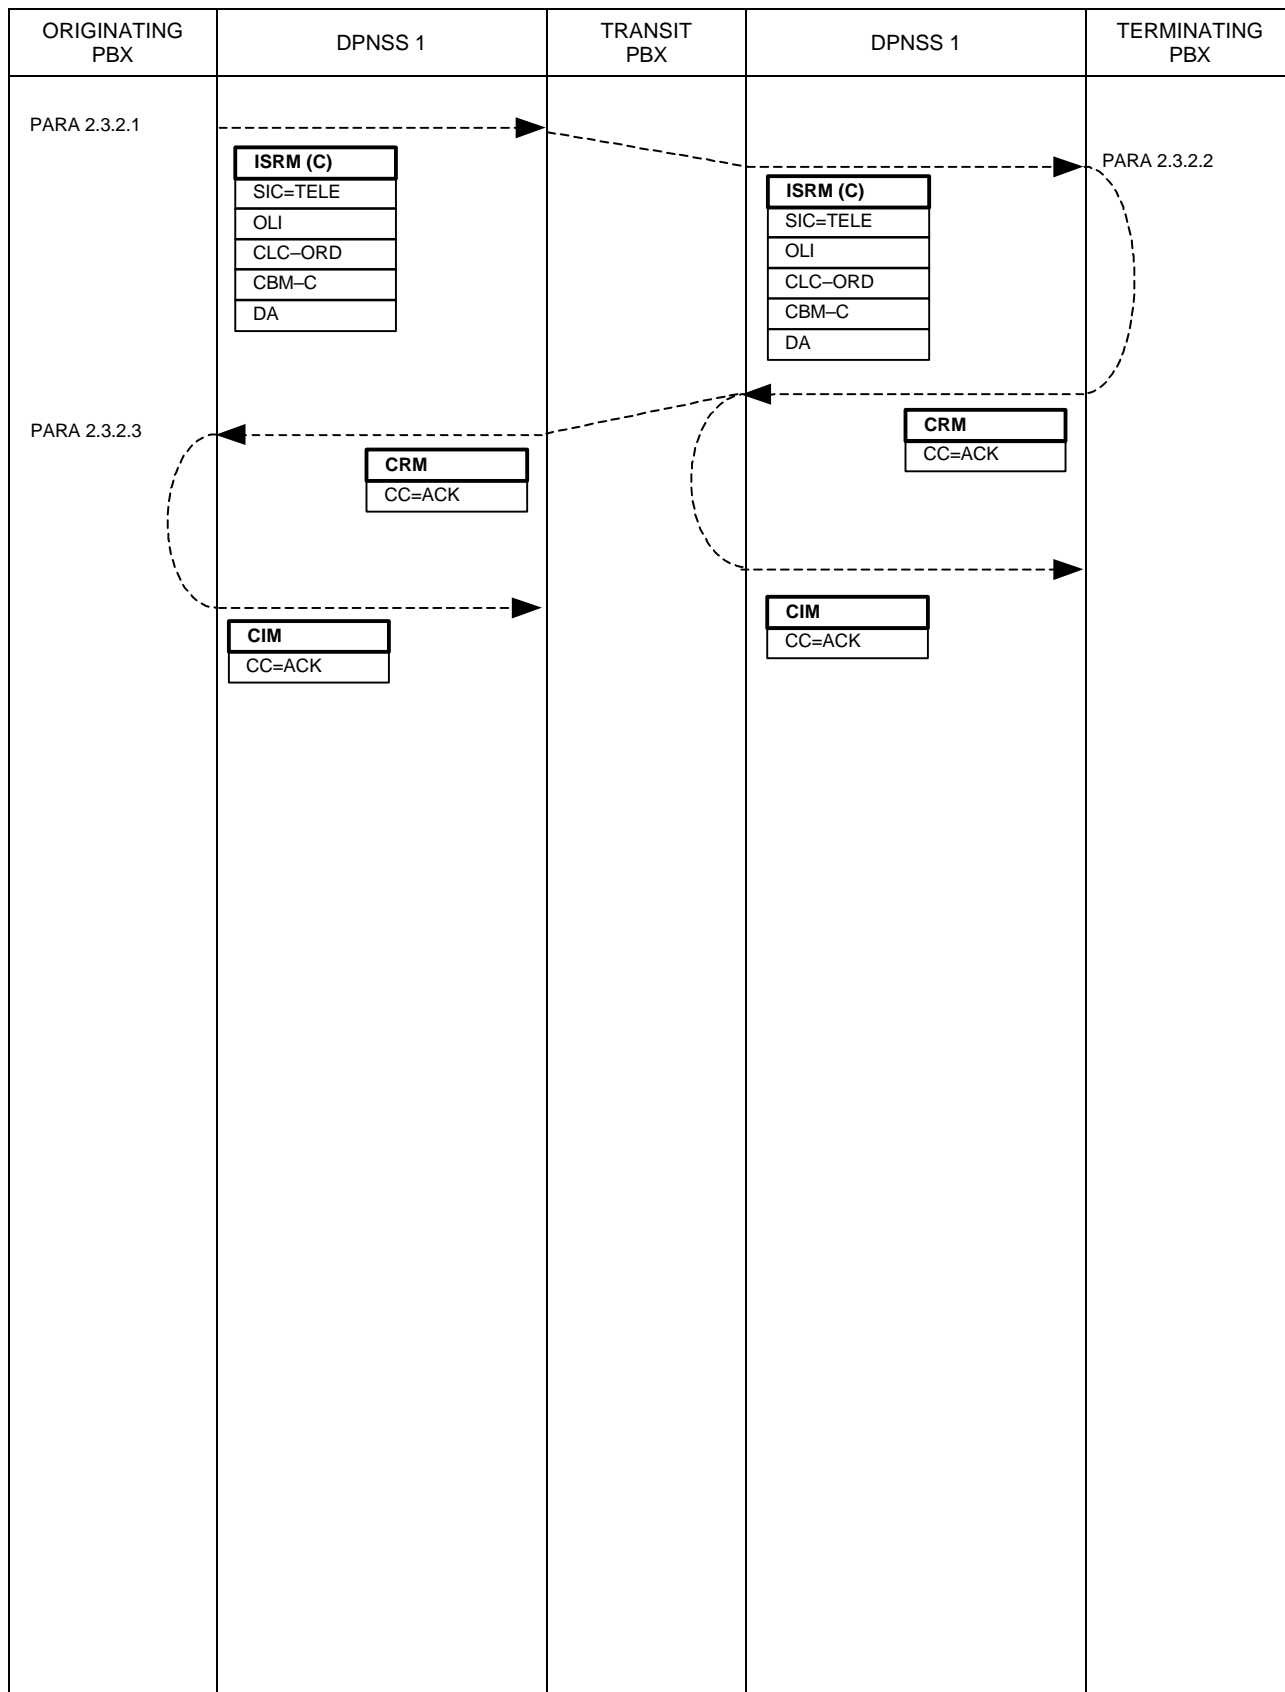 ORIGINATING
PBX
DPNSS 1
TRANSIT
PBX
DPNSS 1
TERMINATING
PBX
PARA 2.3.2.1
ISRM (C)
SIC=TELE
OLI
CLC–ORD
CBM–C
DA
PARA 2.3.2.2
ISRM (C)
SIC=TELE
OLI
CLC–ORD
CBM–C
DA
CRM
CC=ACK
PARA 2.3.2.3
CRM
CC=ACK
CIM
CC=ACK
CIM
CC=ACK